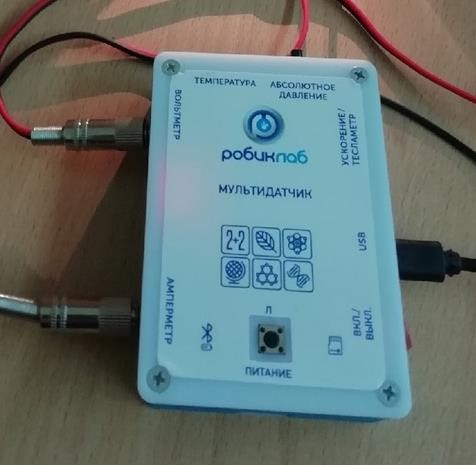 ТЕМПЕРАТУРА
АБСОЛЮТНОЕ
ДАВЛЕНИЕ
ВОЛЬТМЕТР
УСКОРЕНИЕ/
ТЕСЛАМЕТР
робиклаб
МУЛЬТИДАТЧИК
2+2
USB
АМПЕРМЕТР
ВКЛ./
ВЫКЛ.
Л
ПИТАНИЕ